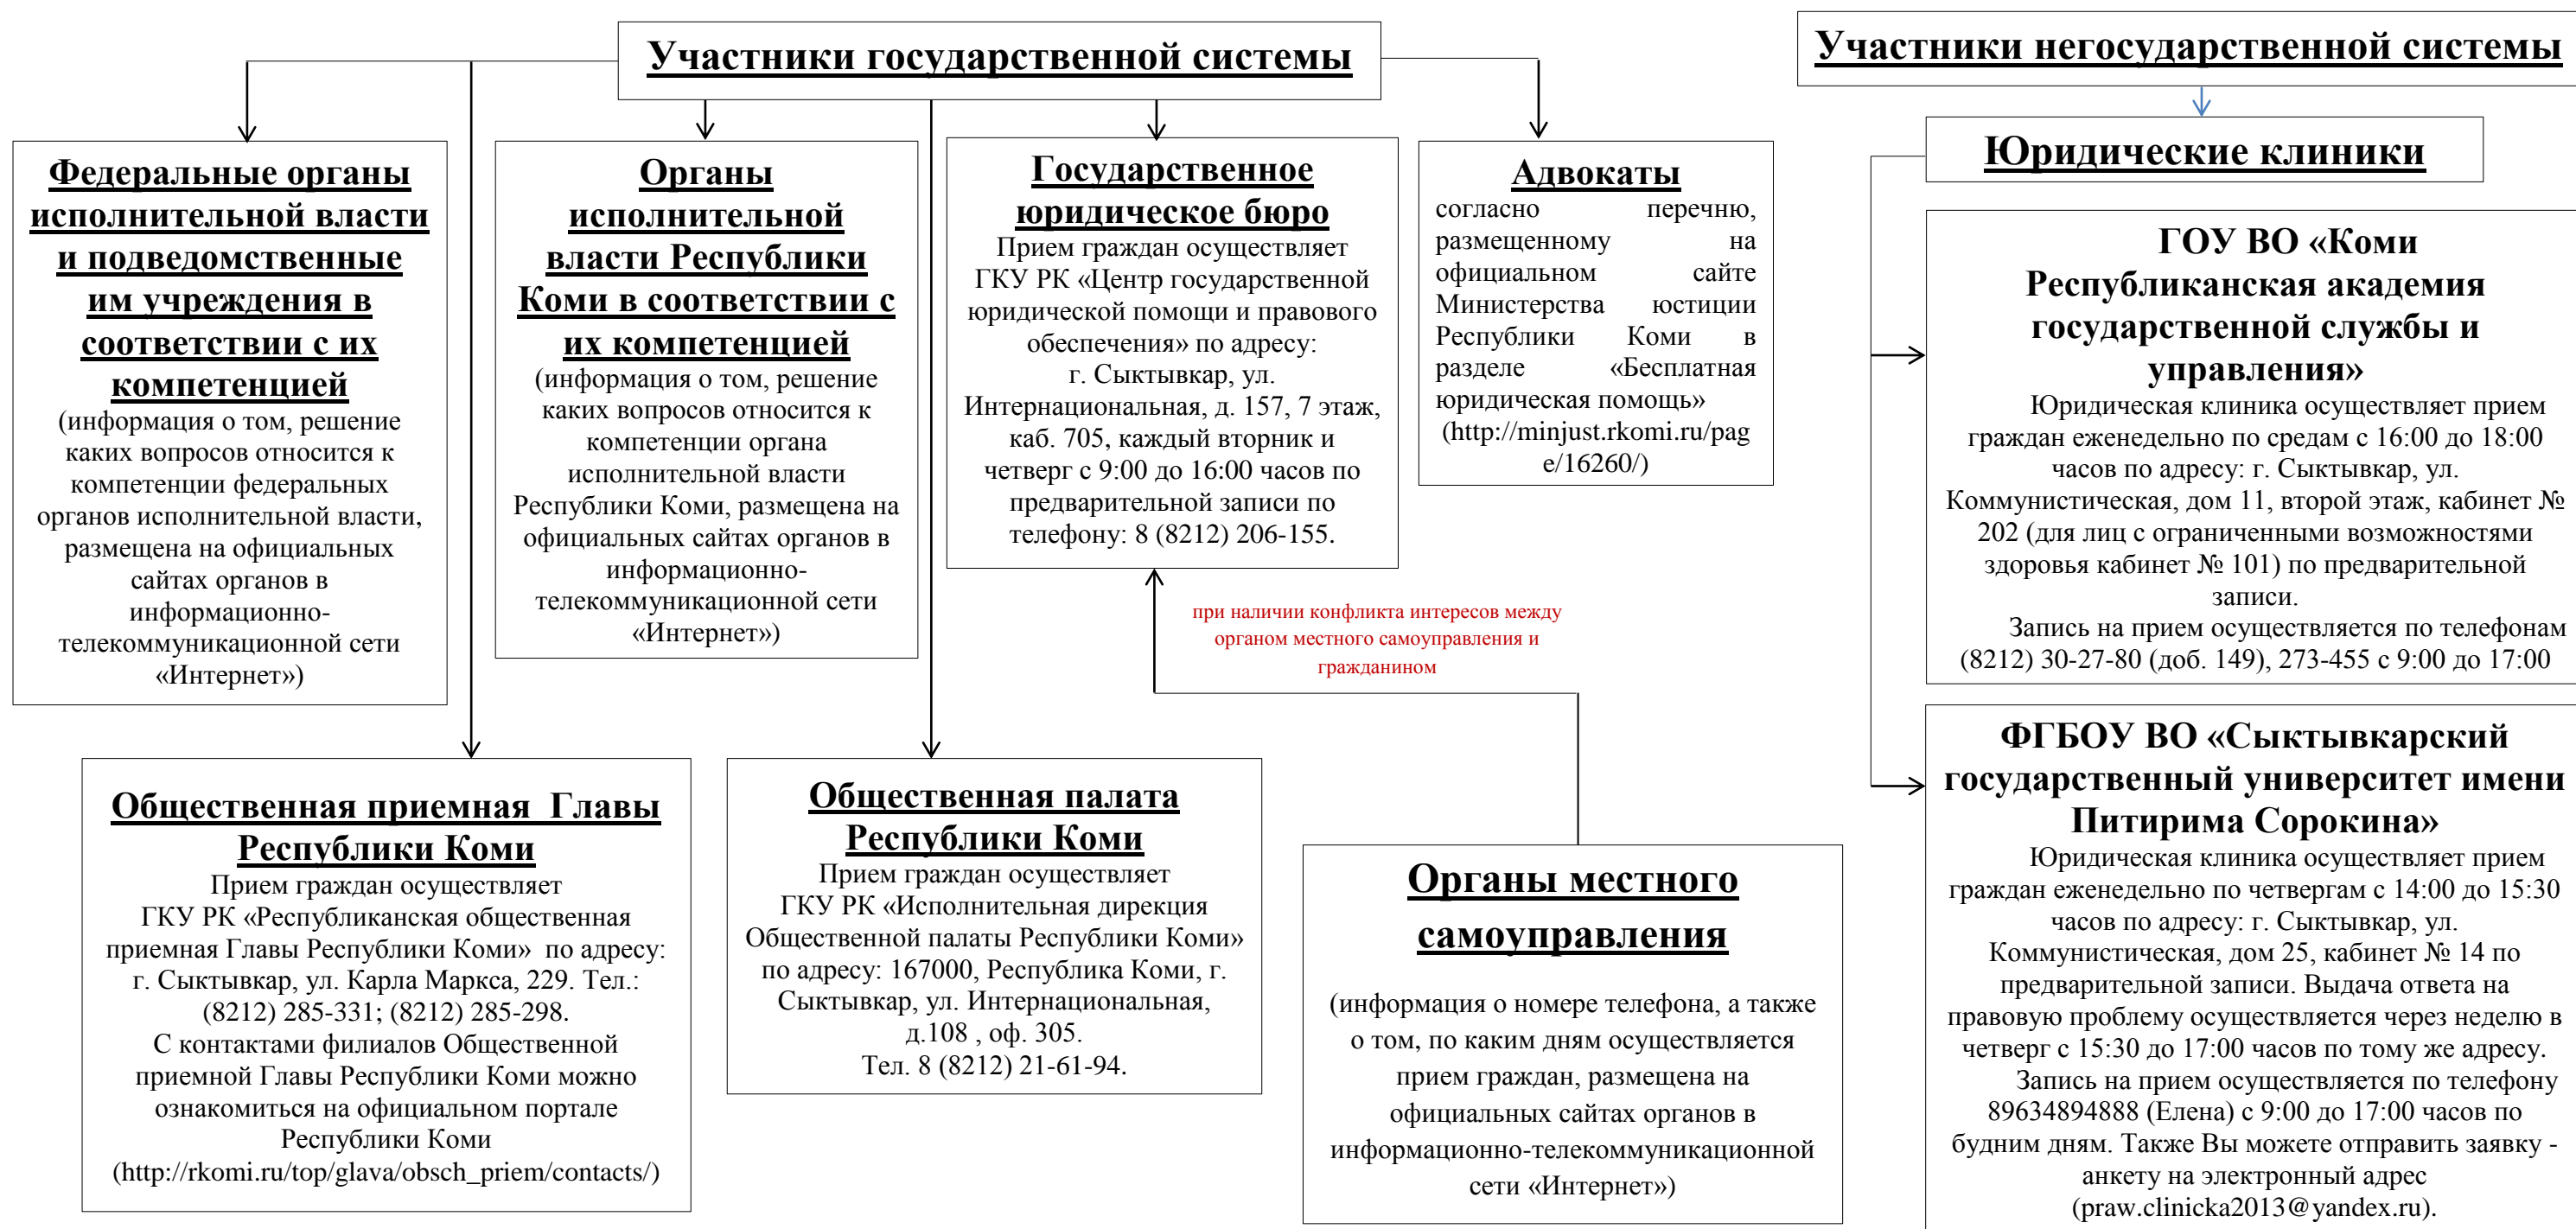 Участники государственной системы
Участники негосударственной системы
Федеральные органы
исполнительной власти
и подведомственные
им учреждения в
соответствии с их
компетенцией
(информация о том, решение
каких вопросов относится к
компетенции федеральных
органов исполнительной власти,
размещена на официальных
сайтах органов в
информационно-
телекоммуникационной сети
«Интернет»)
Органы
исполнительной
власти Республики
Коми в соответствии с
их компетенцией
(информация о том, решение
каких вопросов относится к
компетенции органа
исполнительной власти
Республики Коми, размещена на
официальных сайтах органов в
информационно-
телекоммуникационной сети
«Интернет»)
Государственное
юридическое бюро
Прием граждан осуществляет
ГКУ РК «Центр государственной
юридической помощи и правового
обеспечения» по адресу:
г. Сыктывкар, ул.
Интернациональная, д. 157, 7 этаж,
каб. 705, каждый вторник и
четверг с 9:00 до 16:00 часов по
предварительной записи по
телефону: 8 (8212) 206-155.
Адвокаты
согласно перечню,
размещенному на
официальном сайте
Министерства юстиции
Республики Коми в
разделе «Бесплатная
юридическая помощь»
(http://minjust.rkomi.ru/pag
e/16260/)
Юридические клиники
ГОУ ВО «Коми
Республиканская академия
государственной службы и
управления»
Юридическая клиника осуществляет прием
граждан еженедельно по средам с 16:00 до 18:00
часов по адресу: г. Сыктывкар, ул.
Коммунистическая, дом 11, второй этаж, кабинет №
202 (для лиц с ограниченными возможностями
здоровья кабинет № 101) по предварительной
записи.
Запись на прием осуществляется по телефонам
(8212) 30-27-80 (доб. 149), 273-455 с 9:00 до 17:00
при наличии конфликта интересов между
органом местного самоуправления и
гражданином
Общественная приемная Главы
Республики Коми
Прием граждан осуществляет
ГКУ РК «Республиканская общественная
приемная Главы Республики Коми» по адресу:
г. Сыктывкар, ул. Карла Маркса, 229. Тел.:
(8212) 285-331; (8212) 285-298.
С контактами филиалов Общественной
приемной Главы Республики Коми можно
ознакомиться на официальном портале
Республики Коми
(http://rkomi.ru/top/glava/obsch_priem/contacts/)
Общественная палата
Республики Коми
Прием граждан осуществляет
ГКУ РК «Исполнительная дирекция
Общественной палаты Республики Коми»
по адресу: 167000, Республика Коми, г.
Сыктывкар, ул. Интернациональная,
д.108 , оф. 305.
Тел. 8 (8212) 21-61-94.
Органы местного
самоуправления
(информация о номере телефона, а также
о том, по каким дням осуществляется
прием граждан, размещена на
официальных сайтах органов в
информационно-телекоммуникационной
сети «Интернет»)
ФГБОУ ВО «Сыктывкарский
государственный университет имени
Питирима Сорокина»
Юридическая клиника осуществляет прием
граждан еженедельно по четвергам с 14:00 до 15:30
часов по адресу: г. Сыктывкар, ул.
Коммунистическая, дом 25, кабинет № 14 по
предварительной записи. Выдача ответа на
правовую проблему осуществляется через неделю в
четверг с 15:30 до 17:00 часов по тому же адресу.
Запись на прием осуществляется по телефону
89634894888 (Елена) с 9:00 до 17:00 часов по
будним дням. Также Вы можете отправить заявку -
анкету на электронный адрес
(praw.clinicka2013@yandex.ru).